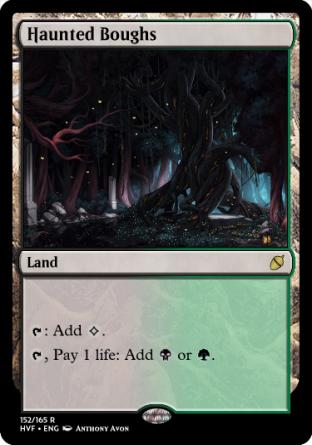 Haunted Boughs
Land
: Add .
, Pay 1 life: Add or .
152/165 R
HVF • ENG Anthony Avon